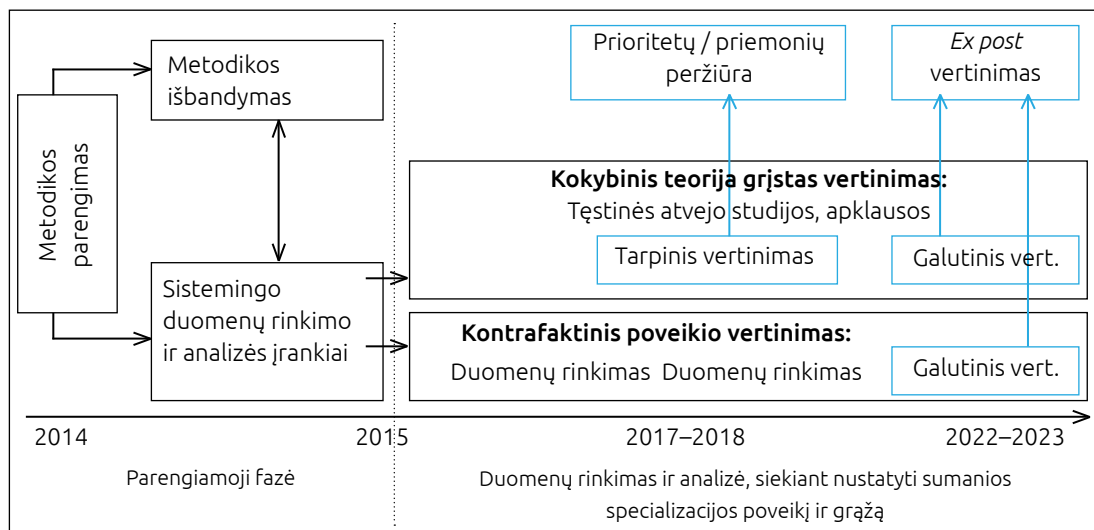 Metodikos
parengimas
Metodikos
išbandymas
Sistemingo
duomenų rinkimo
ir analizės įrankiai
Prioritetų / priemonių
peržiūra
Ex post
vertinimas
Kokybinis teorija grįstas vertinimas:
Tęstinės atvejo studijos, apklausos
Tarpinis vertinimas
Galutinis vert.
Kontrafaktinis poveikio vertinimas:
Duomenų rinkimas Duomenų rinkimas
Galutinis vert.
2014 2015 2017–2018 2022–2023
Parengiamoji fazė
Duomenų rinkimas ir analizė, siekiant nustatyti sumanios
specializacijos poveikį ir grąžą